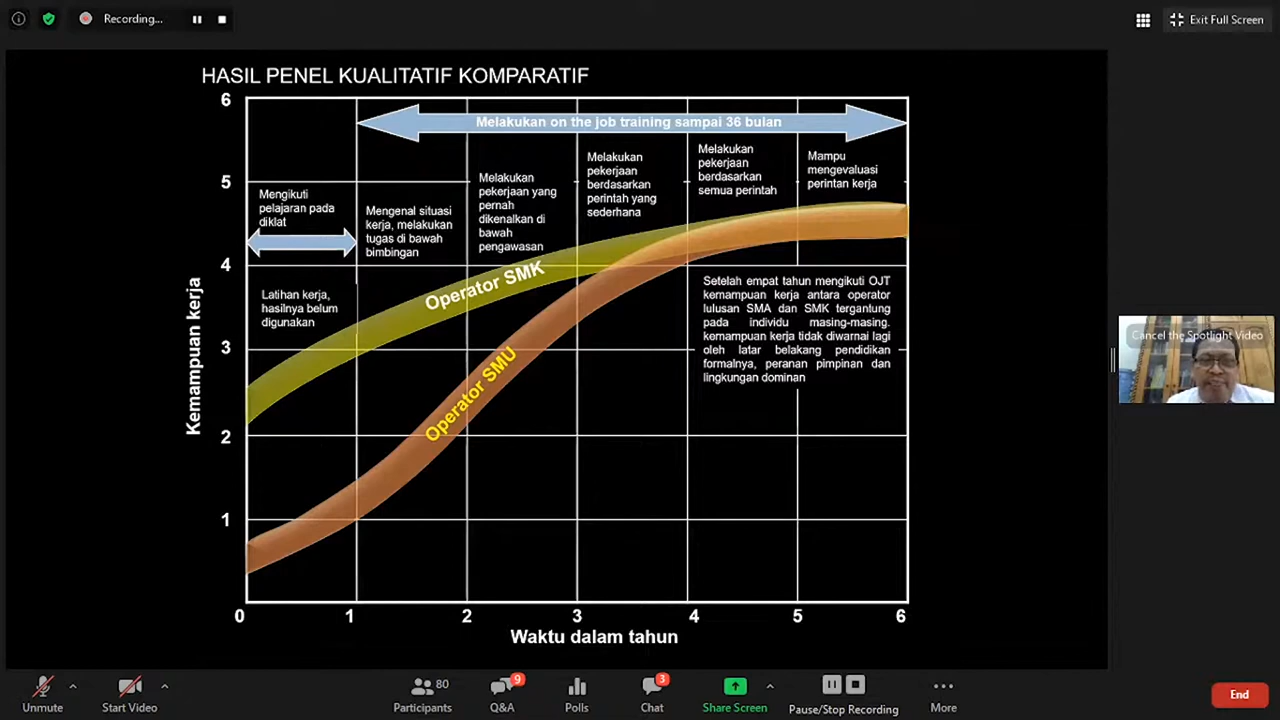 Recording...
Exit Full Screen
HASIL PENEL KUALITATIF KOMPARATIF
6
Melakukan on the job training sampai 36 bulan
5
Mengikuti
pelajaran pada
diklat
Mengenal situasi
kerja, melakukan
tugas di bawah
bimbingan
Melakukan
pekerjaan yang
pernah
dikenalkan di
bawah
pengawasan
Melakukan
pekerjaan
berdasarkan
perintah yang
sederhana
Melakukan
pekerjaan
berdasarkan
semua perintah
Mampu
mengevaluasi
perintan kerja
4
Latihan kerja,
hasilnya belum
digunakan
Operator SMK
Setelah empat tahun mengikuti OJT
kemampuan kerja antara operator
lulusan SMA dan SMK tergantung
pada individu masing-masing.
kemampuan kerja tidak diwarnai lagi
oleh latar belakang pendidikan
formalnya, peranan pimpinan dan
lingkungan dominan
Cancel the Spotlight Video
Kemampuan kerja
3
Operator SMU
2
1
0 1 2 3 4 5 6
Waktu dalam tahun
Unmute
Start Video
80
Participants
9
Q&A
Polls
3
Chat
Share Screen
Pause/Stop Recording
More
End